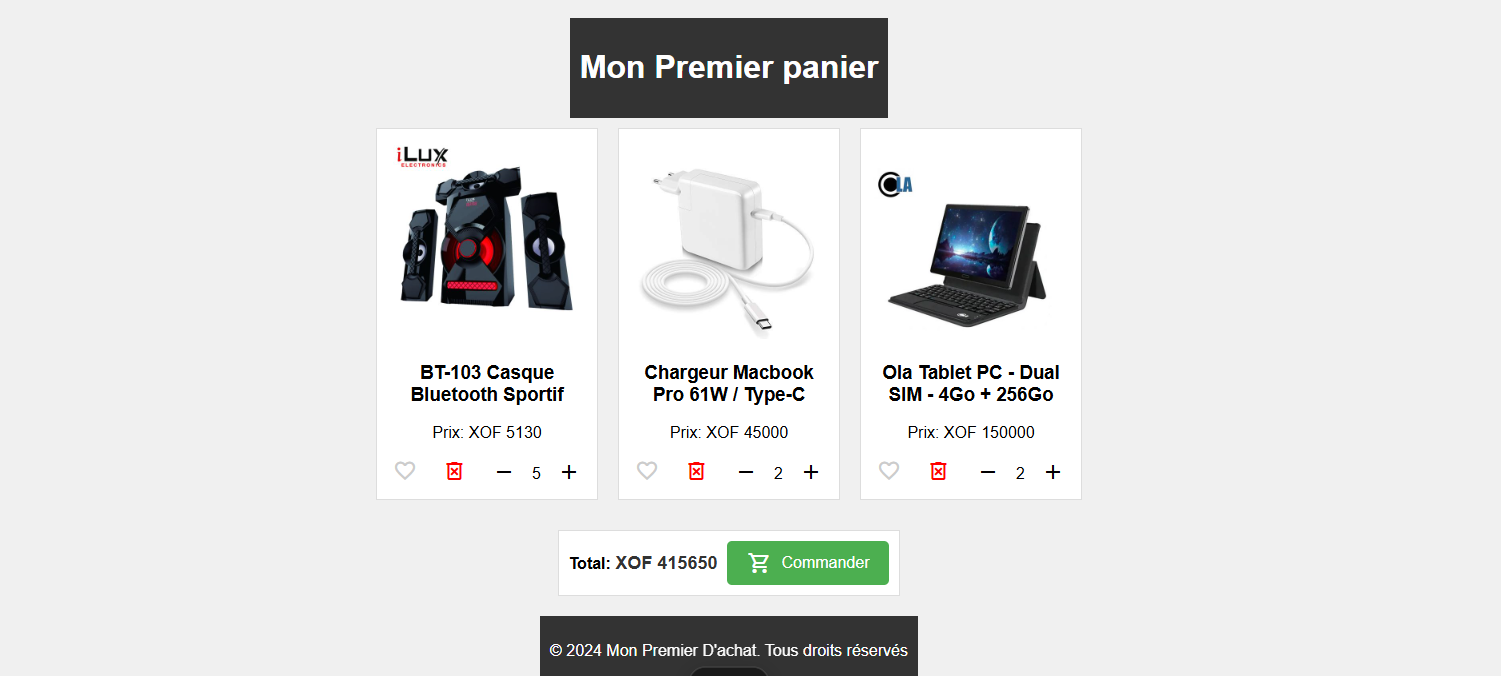 Mon Premier panier
iLUX
ELECTRONICS
OLA
BT-103 Casque
Bluetooth Sportif
Prix: XOF 5130
5
Chargeur Macbook
Pro 61W / Type-C
Prix: XOF 45000
2
Ola Tablet PC - Dual
SIM - 4Go + 256Go
Prix: XOF 150000
2
Total: XOF 415650
Commander
© 2024 Mon Premier D'achat. Tous droits réservés